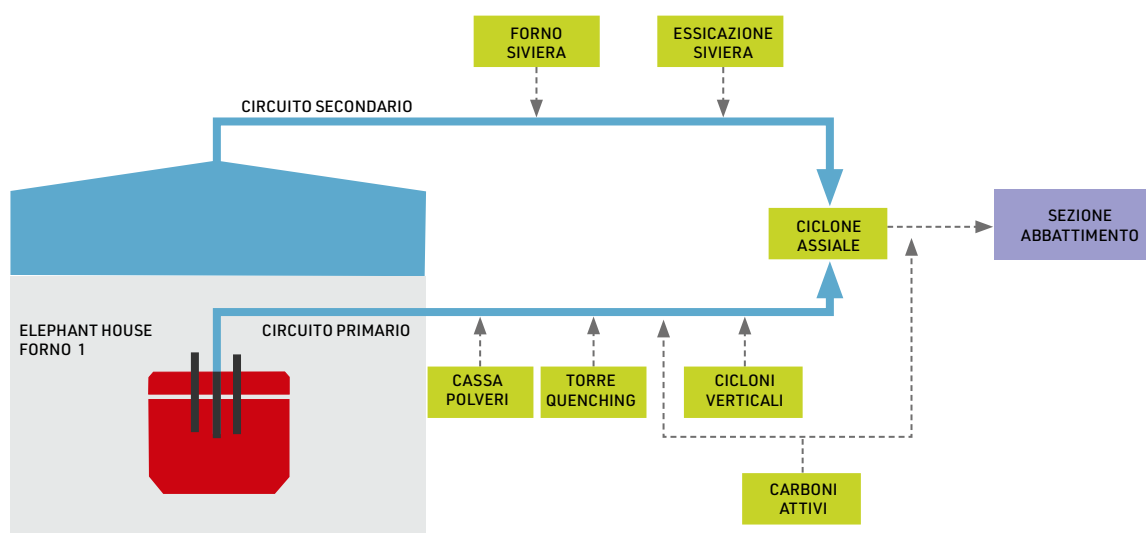 FORNO
SIVIERA
ESSICAZIONE
SIVIERA
CIRCUITO SECONDARIO
CICLONE
ASSIALE
SEZIONE
ABBATTIMENTO
ELEPHANT HOUSE
FORNO 1
CIRCUITO PRIMARIO
CASSA
POLVERI
TORRE
QUENCHING
CICLONI
VERTICALI
CARBONI
ATTIVI